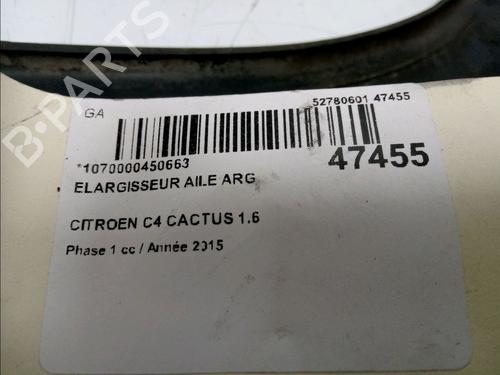 GA
52780601 47455
*1070000450663
47455
ELARGISSEUR AILE ARG
CITROEN C4 CACTUS 1.6
Phase 1 cc / Année 2015
B-PARTS